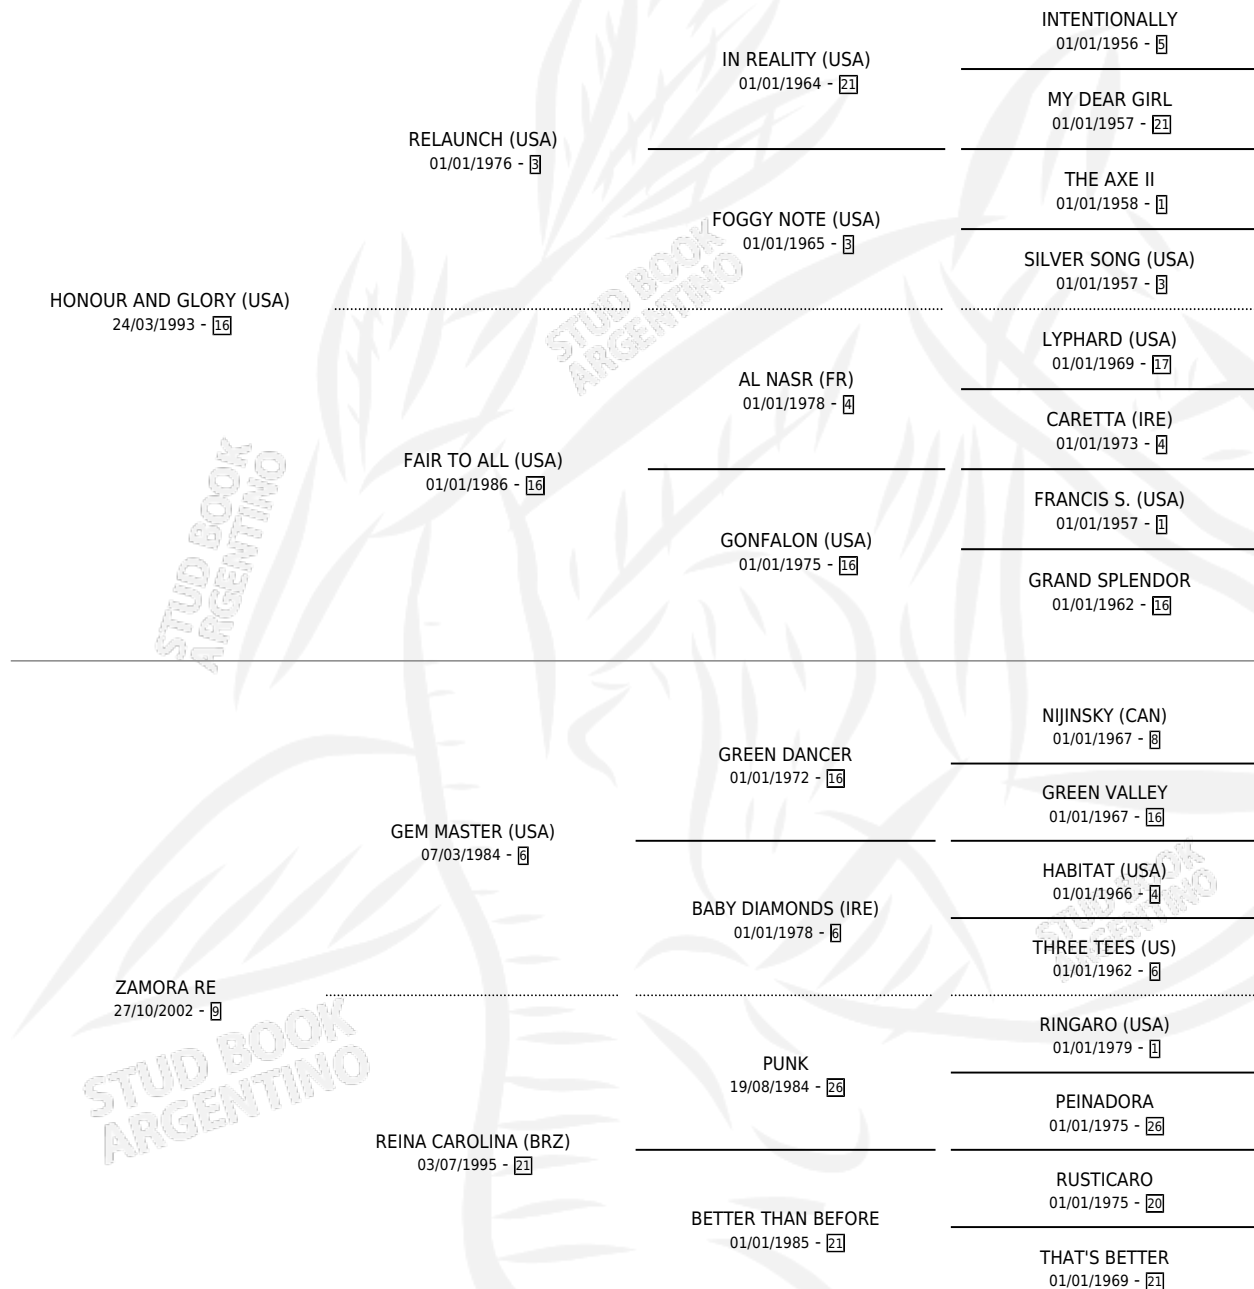 HONOUR AND GLORY (USA)
24/03/1993 - 16
RELAUNCH (USA)
01/01/1976 - 3
IN REALITY (USA)
01/01/1964 - 21
INTENTIONALLY
01/01/1956 - 5
MY DEAR GIRL
01/01/1957 - 21
FOGGY NOTE (USA)
01/01/1965 - 3
THE AXE II
01/01/1958 - 1
SILVER SONG (USA)
01/01/1957 - 3
FAIR TO ALL (USA)
01/01/1986 - 16
AL NASR (FR)
01/01/1978 - 4
LYPHARD (USA)
01/01/1969 - 17
CARETTA (IRE)
01/01/1973 - 4
GONFALON (USA)
01/01/1975 - 16
FRANCIS S. (USA)
01/01/1957 - 1
GRAND SPLENDOR
01/01/1962 - 16
ZAMORA RE
27/10/2002 - 9
GEM MASTER (USA)
07/03/1984 - 6
GREEN DANCER
01/01/1972 - 16
NIJINSKY (CAN)
01/01/1967 - 8
GREEN VALLEY
01/01/1967 - 16
BABY DIAMONDS (IRE)
01/01/1978 - 6
HABITAT (USA)
01/01/1966 - 4
THREE TEES (US)
01/01/1962 - 6
REINA CAROLINA (BRZ)
03/07/1995 - 21
PUNK
19/08/1984 - 26
RINGARO (USA)
01/01/1979 - 1
PEINADORA
01/01/1975 - 26
BETTER THAN BEFORE
01/01/1985 - 21
RUSTICARO
01/01/1975 - 20
THAT'S BETTER
01/01/1969 - 21
STUD BOOK
ARGENTINO
STUD BOOK
ARGENTINO
STUD BOOK
ARGENTINO
STUD BOOK
ARGENTINO